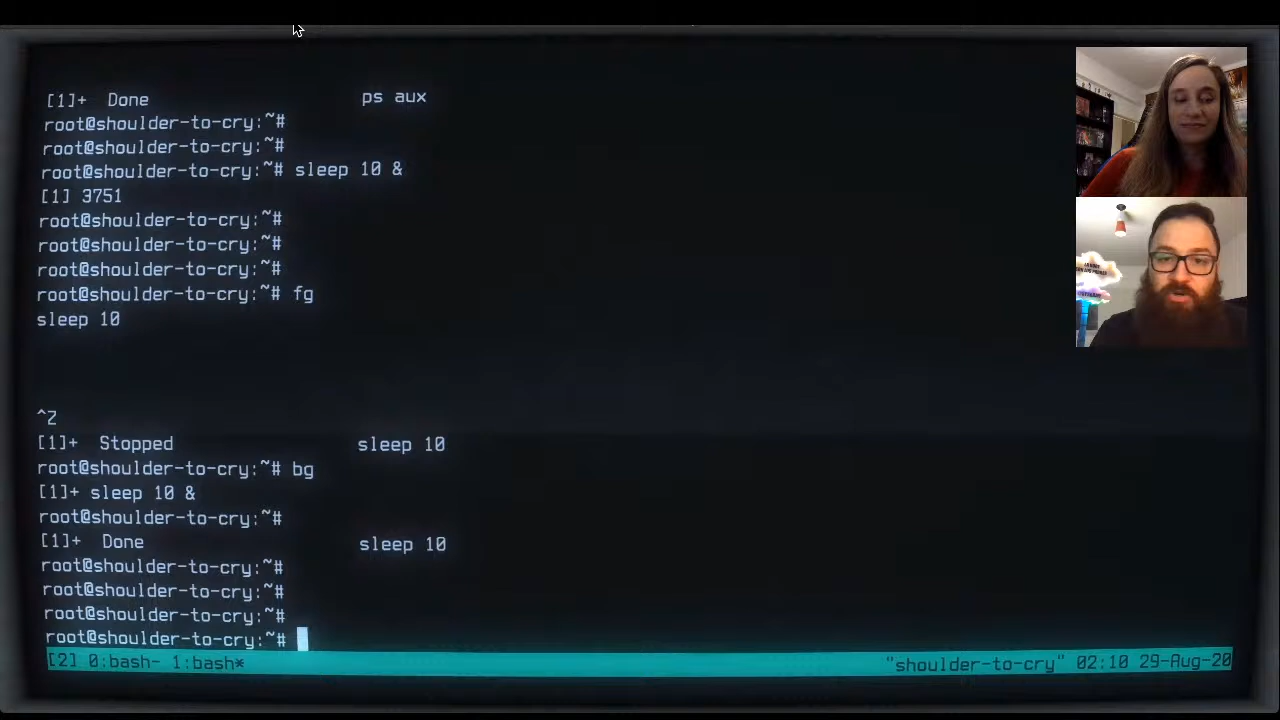 [1]+  Done                    ps aux
root@shoulder-to-cry:~#
root@shoulder-to-cry:~#
root@shoulder-to-cry:~# sleep 10 &
[1] 3751
root@shoulder-to-cry:~#
root@shoulder-to-cry:~#
root@shoulder-to-cry:~#
root@shoulder-to-cry:~# fg
sleep 10
^Z
[1]+  Stopped                 sleep 10
root@shoulder-to-cry:~# bg
[1]+ sleep 10 &
root@shoulder-to-cry:~#
[1]+  Done                    sleep 10
root@shoulder-to-cry:~#
root@shoulder-to-cry:~#
root@shoulder-to-cry:~#
root@shoulder-to-cry:~#
[2] 0:bash- 1:bash* "shoulder-to-cry" 02:10 29-Aug-20